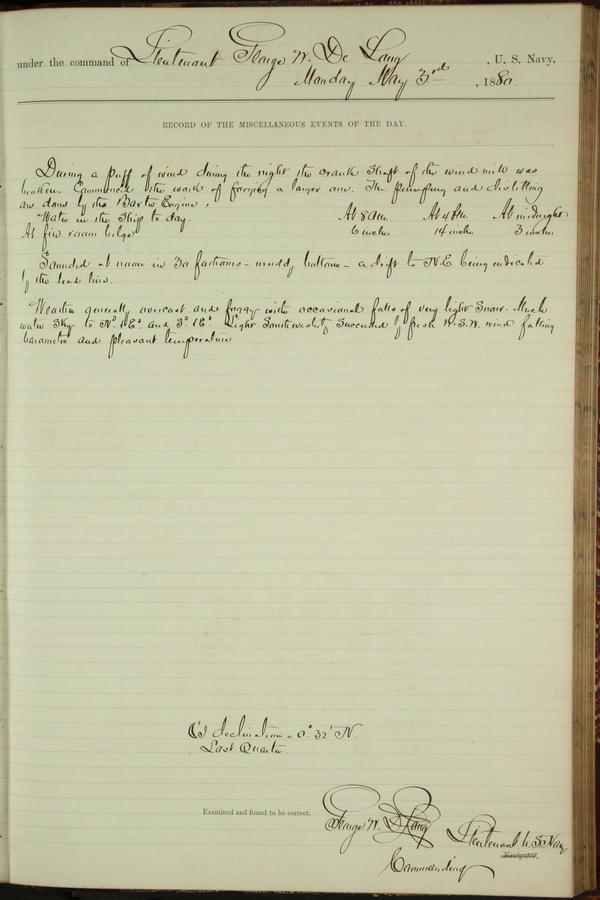 under the command of Lieutenant George W. De Long, U. S. Navy,
Monday May 3rd, 1880.
RECORD OF THE MISCELLANEOUS EVENTS OF THE DAY.
During a puff of wind during the night the crank shaft of the wind mill was
broken. Commenced the work of forging a larger one. The pumping and distilling
are done by the Baxter Engine.
Water in the Ship to day. At 8 a.m. At 4 p.m. At midnight
At fire room bilge 6 inches. 14 inches 3 inches.
Sounded at noon in 30 fathoms - muddy bottom - a drift to N.E. being indicated
by the lead line.
Weather generally overcast and foggy with occasional falls of very light snow. Much
water sky to Nd. & Ed. and Sd. & Ed. Light Southwesterly succeeded by fresh W.S.W. wind falling
barometer and pleasant temperature
☾'s declination = 0° 32' N.
Last Quarter.
Examined and found to be correct.
George W. De Long Lieutenant U. S. Navy
Navigator.
Commanding